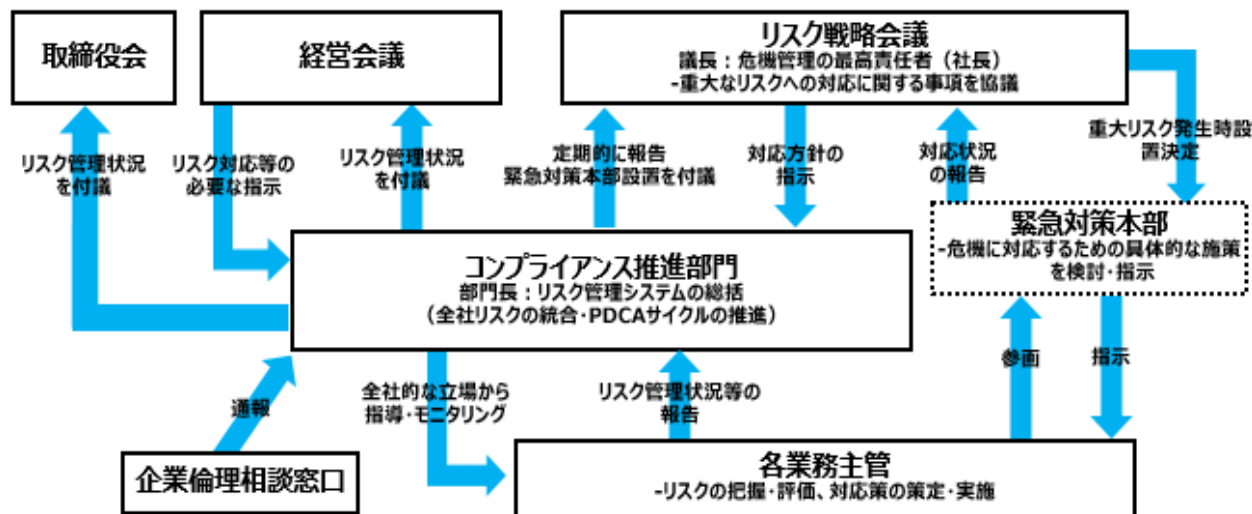 取締役会
経営会議
リスク戦略会議
議長：危機管理の最高責任者（社長）
-重大なリスクへの対応に関する事項を協議
リスク管理状況
を付議
リスク対応等の
必要な指示
リスク管理状況
を付議
定期的に報告
緊急対策本部設置を付議
対応方針の
指示
対応状況
の報告
重大リスク発生時設
置決定
緊急対策本部
-危機に対応するための具体的な施策
を検討・指示
コンプライアンス推進部門
部門長：リスク管理システムの総括
（全社リスクの統合・PDCAサイクルの推進）
通報
全社的な立場から
指導・モニタリング
リスク管理状況等の
報告
参画
指示
企業倫理相談窓口
各業務主管
-リスクの把握・評価、対応策の策定・実施